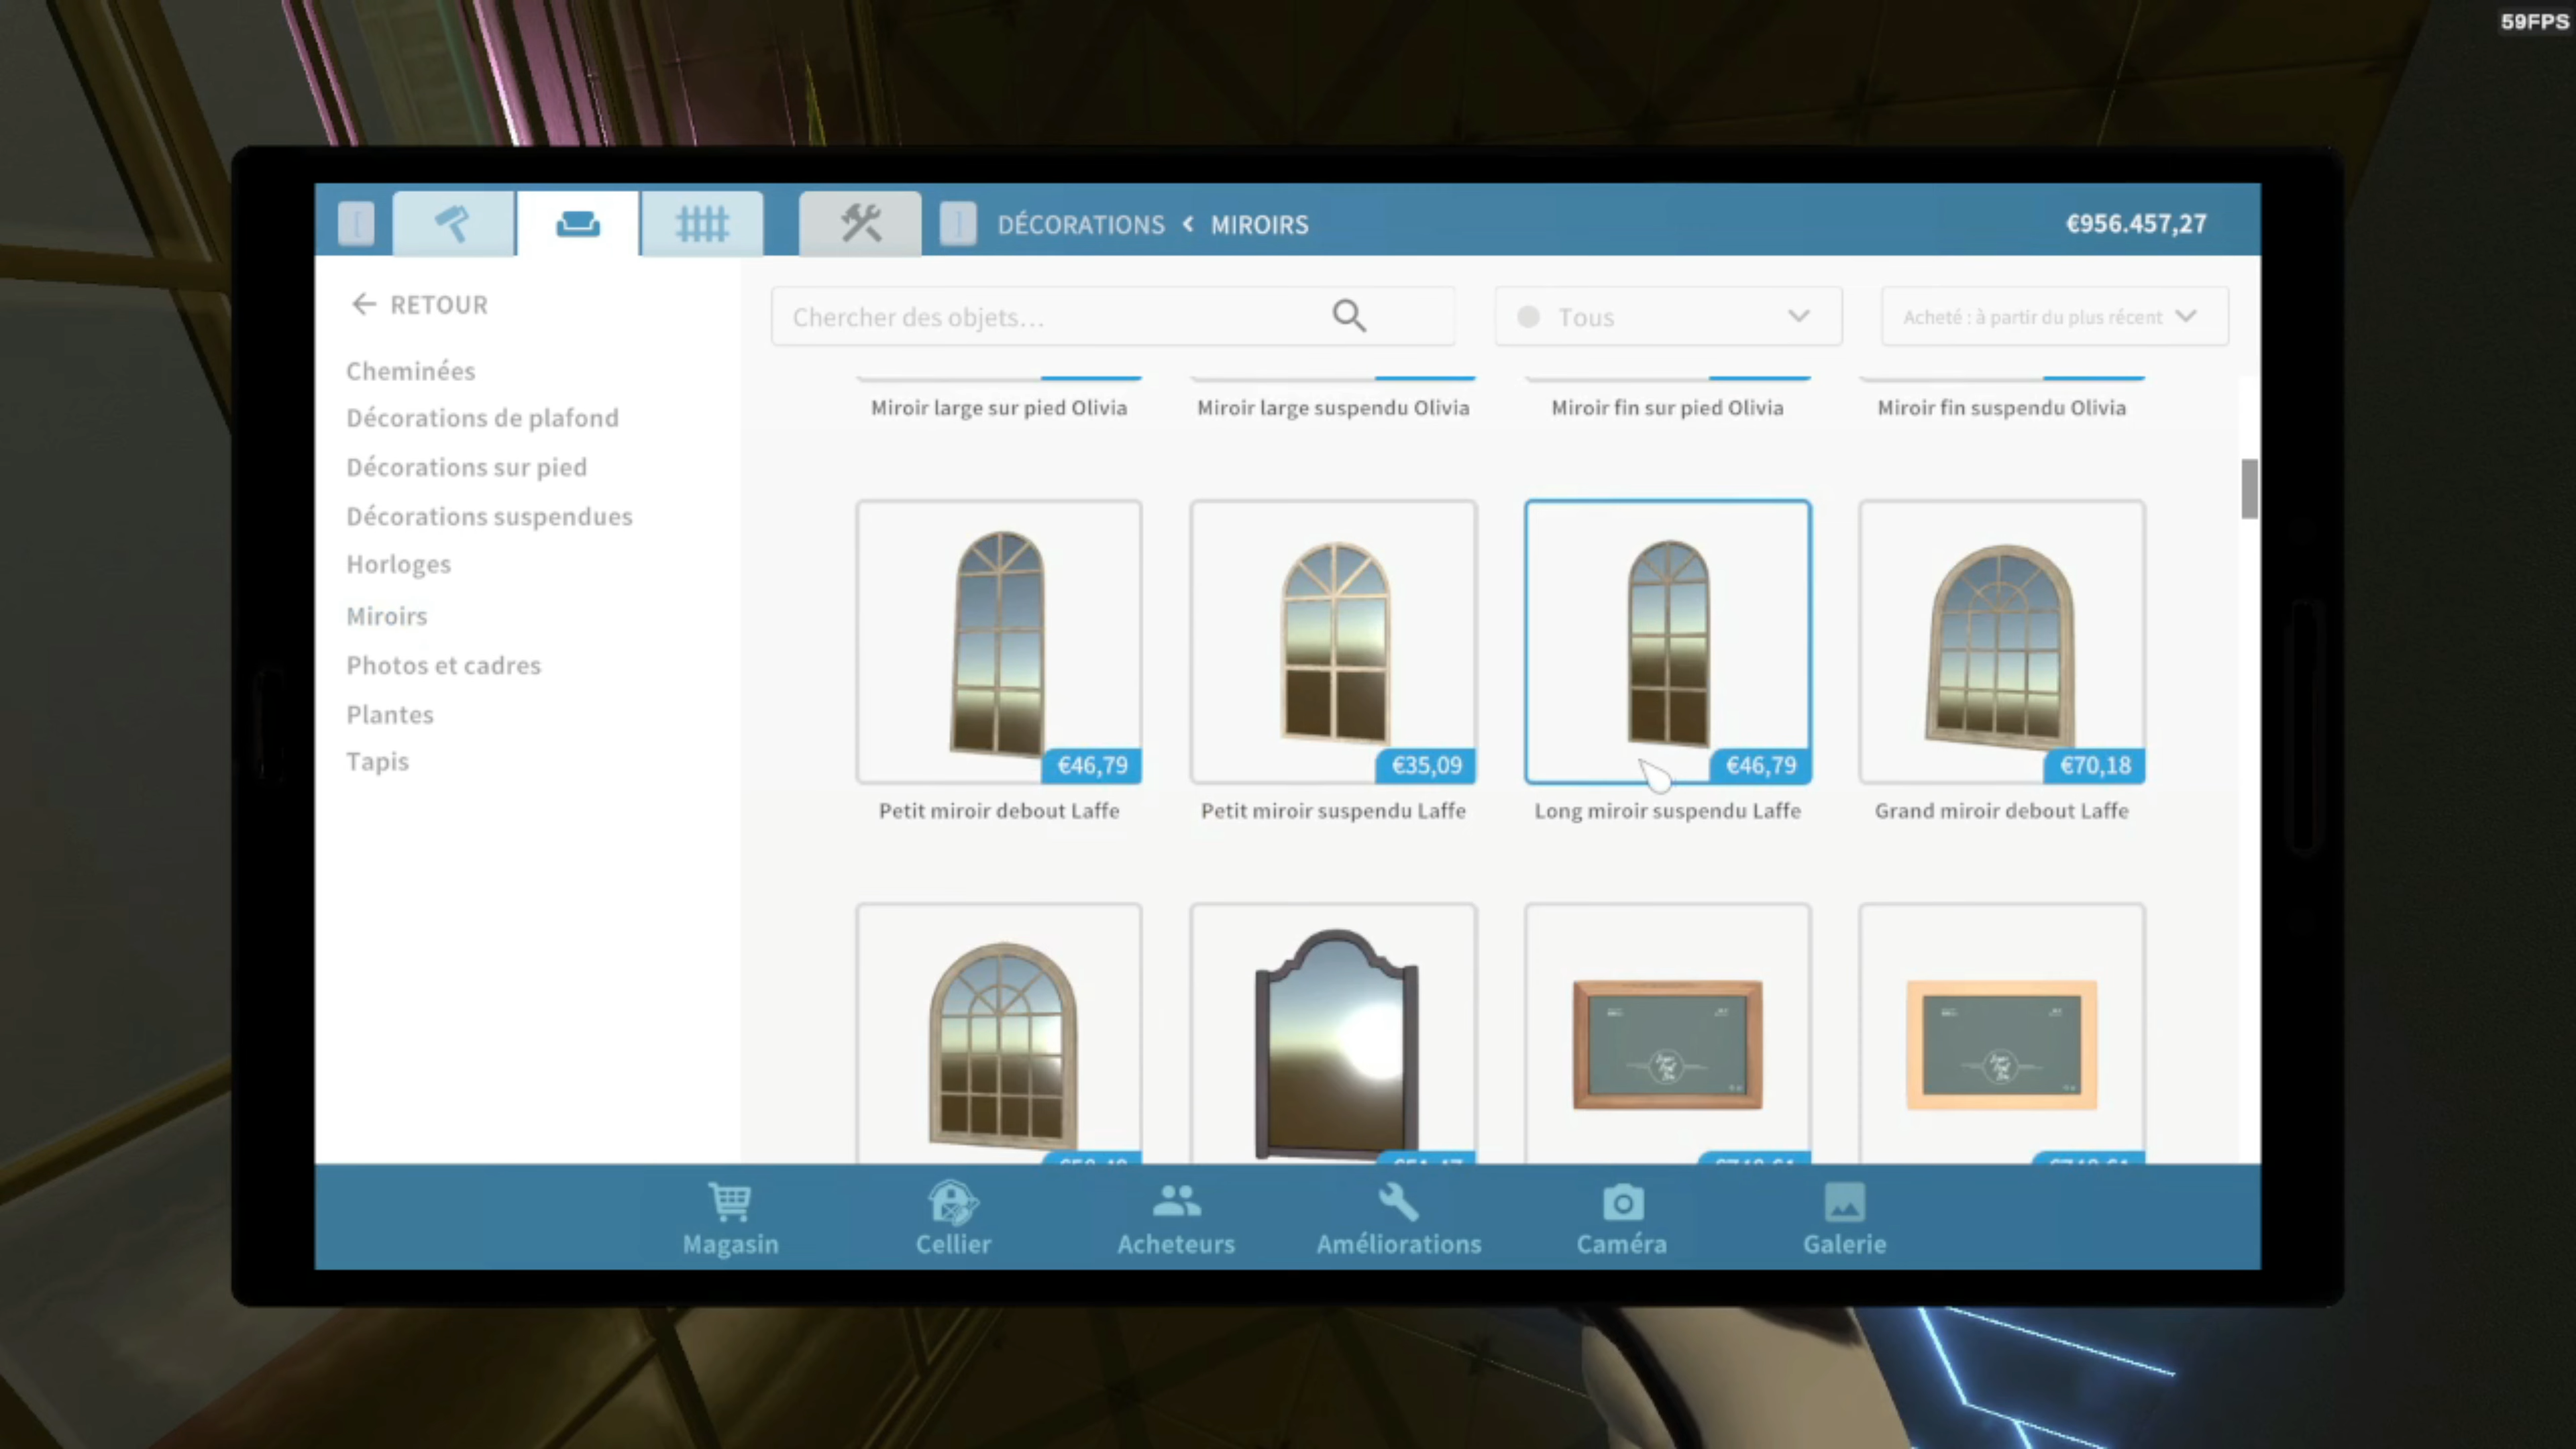 59FPS
[
]
DÉCORATIONS < MIROIRS
€956.457,27
RETOUR
Chercher des objets...
Tous
Acheté : à partir du plus récent
Cheminées
Décorations de plafond
Décorations sur pied
Décorations suspendues
Horloges
Miroirs
Photos et cadres
Plantes
Tapis
Miroir large sur pied Olivia
Miroir large suspendu Olivia
Miroir fin sur pied Olivia
Miroir fin suspendu Olivia
€46,79
€35,09
€46,79
€70,18
Petit miroir debout Laffe
Petit miroir suspendu Laffe
Long miroir suspendu Laffe
Grand miroir debout Laffe
Magasin
Cellier
Acheteurs
Améliorations
Caméra
Galerie